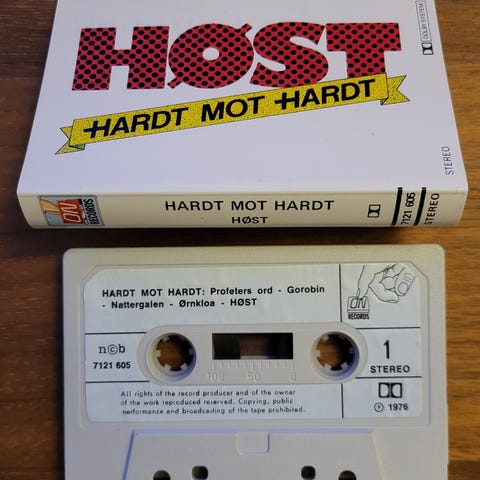 HØST
HARDT MOT HARDT
DOLBY SYSTEM
STEREO
ON
RECORDS
HARDT MOT HARDT
HØST
7121 605
STEREO
HARDT MOT HARDT: Profeters ord - Gorobin
- Nattergalen - Ørnkloa - HØST
ON
RECORDS
n©b
7121 605
1
STEREO
100 50 0
All rights of the record producer and of the owner
of the work reproduced reserved. Copying, public
performance and broadcasting of the tape prohibited.
℗ 1976